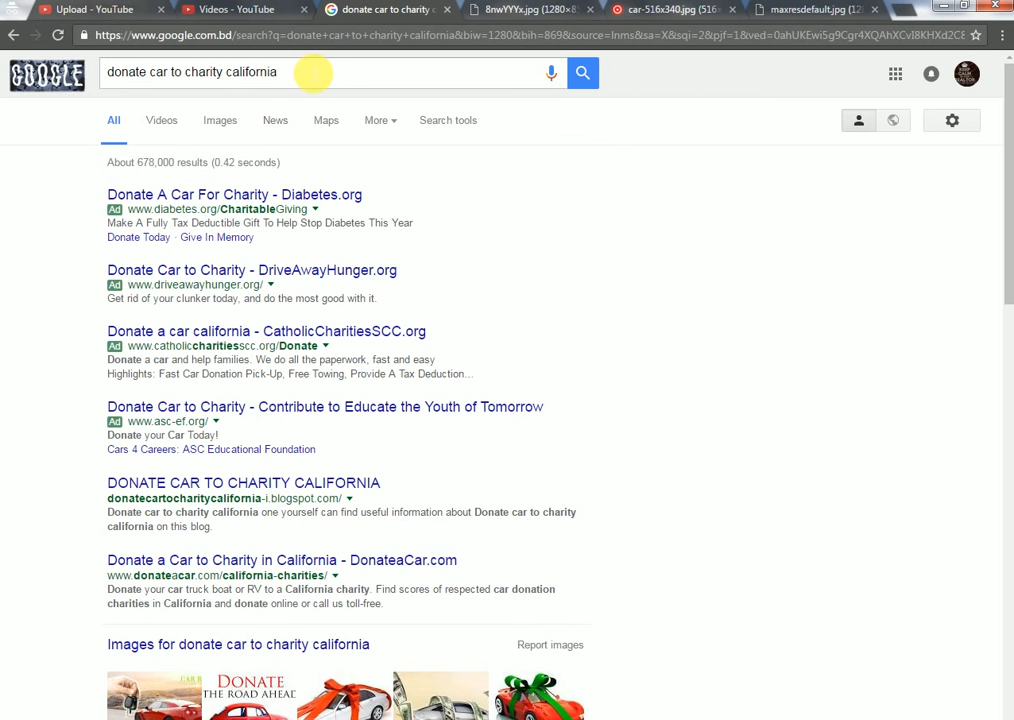 Upload - YouTube
Videos - YouTube
donate car to charity c
8nwYYYx.jpg (1280×8
car-516x340.jpg (516×
maxresdefault.jpg (12
https://www.google.com.bd/search?q=donate+car+to+charity+california&biw=1280&bih=869&source=lnms&sa=X&sqi=2&pjf=1&ved=0ahUKEwi5g9Cgr4XQAhXCvI8KHXd2C8
GOOGLE
donate car to charity california
KEEP CALM
REALTOR
All
Videos
Images
News
Maps
More
Search tools
About 678,000 results (0.42 seconds)
Donate A Car For Charity - Diabetes.org
Ad www.diabetes.org/CharitableGiving
Make A Fully Tax Deductible Gift To Help Stop Diabetes This Year
Donate Today · Give In Memory
Donate Car to Charity - DriveAwayHunger.org
Ad www.driveawayhunger.org/
Get rid of your clunker today, and do the most good with it.
Donate a car california - CatholicCharitiesSCC.org
Ad www.catholiccharitiesscc.org/Donate
Donate a car and help families. We do all the paperwork, fast and easy
Highlights: Fast Car Donation Pick-Up, Free Towing, Provide A Tax Deduction...
Donate Car to Charity - Contribute to Educate the Youth of Tomorrow
Ad www.asc-ef.org/
Donate your Car Today!
Cars 4 Careers: ASC Educational Foundation
DONATE CAR TO CHARITY CALIFORNIA
donatecartocharitycalifornia-i.blogspot.com/
Donate car to charity california one yourself can find useful information about Donate car to charity
california on this blog.
Donate a Car to Charity in California - DonateaCar.com
www.donateacar.com/california-charities/
Donate your car truck boat or RV to a California charity. Find scores of respected car donation
charities in California and donate online or call us toll-free.
Images for donate car to charity california
Report images
DONATE
THE ROAD AHEAD